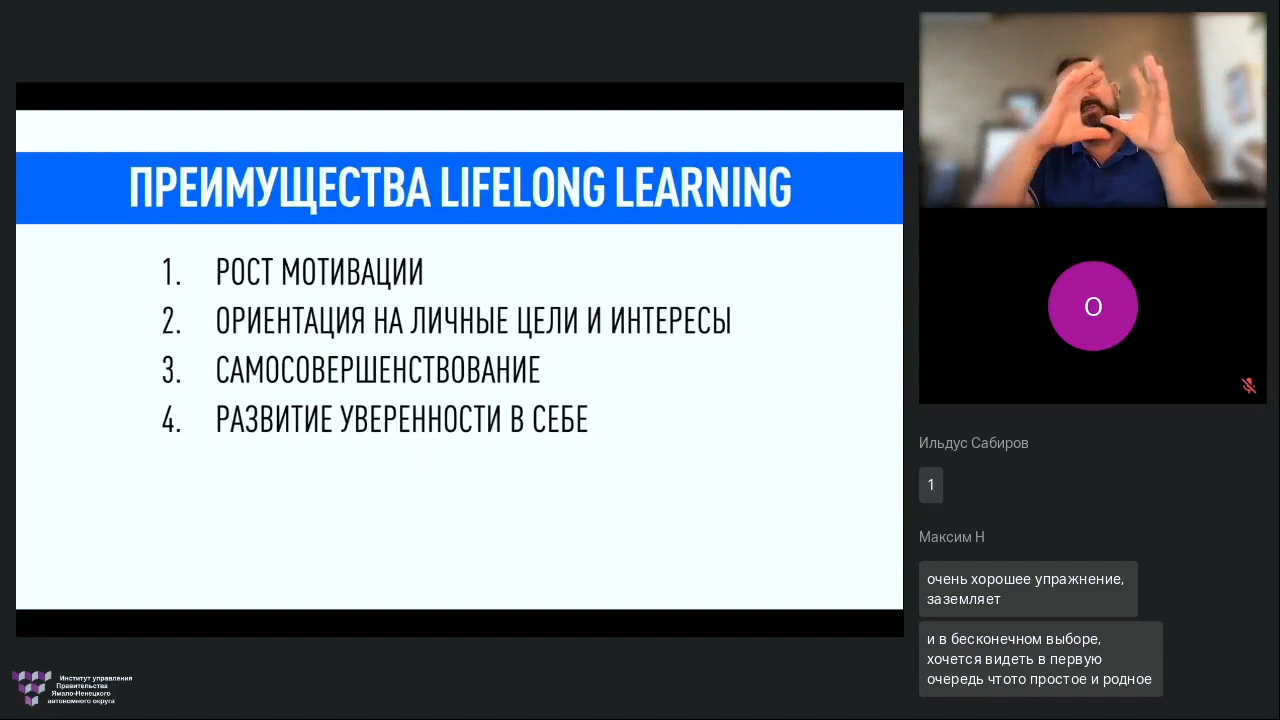 ПРЕИМУЩЕСТВА LIFELONG LEARNING
1. РОСТ МОТИВАЦИИ
2. ОРИЕНТАЦИЯ НА ЛИЧНЫЕ ЦЕЛИ И ИНТЕРЕСЫ
3. САМОСОВЕРШЕНСТВОВАНИЕ
4. РАЗВИТИЕ УВЕРЕННОСТИ В СЕБЕ
Институт управления
Правительства
Ямало-Ненецкого
автономного округа
О
Ильдус Сабиров
1
Максим Н
очень хорошее упражнение,
заземляет
и в бесконечном выборе,
хочется видеть в первую
очередь чтото простое и родное